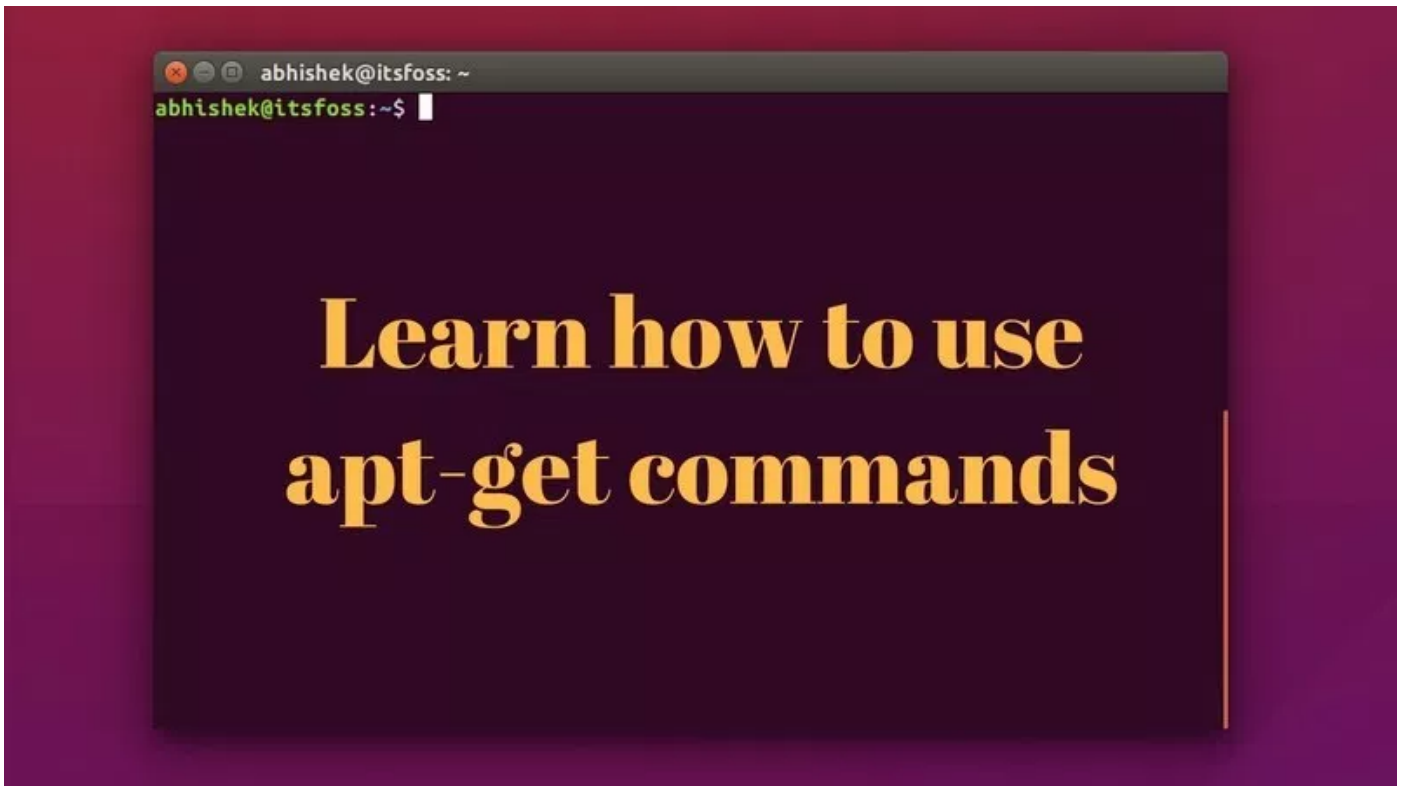 abhishek@itsfoss: ~
abhishek@itsfoss:~$
Learn how to use
apt-get commands